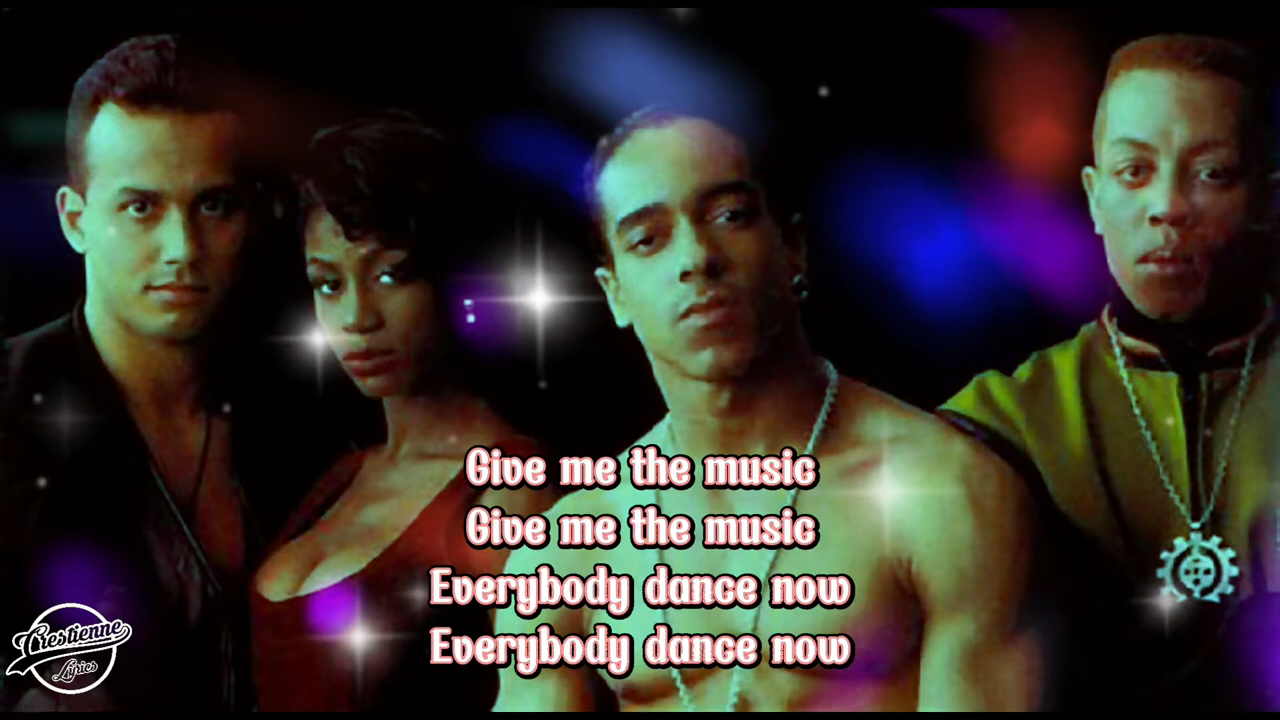 Give me the music
Give me the music
Everybody dance now
Everybody dance now
Crestienne
Lyrics